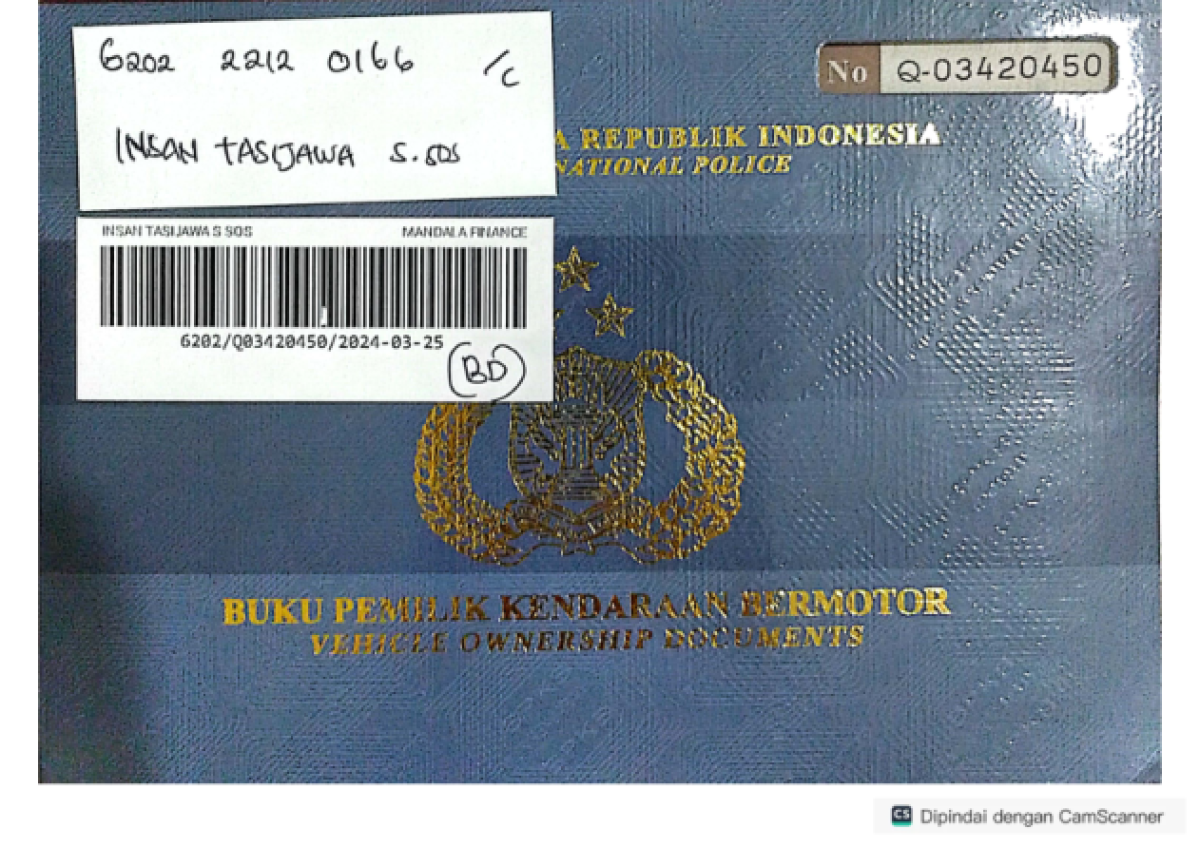 6202 2212 0166 /c
INSAN TASIJAWA S.SOS
No Q-03420450
A REPUBLIK INDONESIA
NATIONAL POLICE
INSAN TASIJAWA S SOS MANDALA FINANCE
6202/Q03420450/2024-03-25
BD
BUKU PEMILIK KENDARAAN BERMOTOR
VEHICLE OWNERSHIP DOCUMENTS
CS Dipindai dengan CamScanner